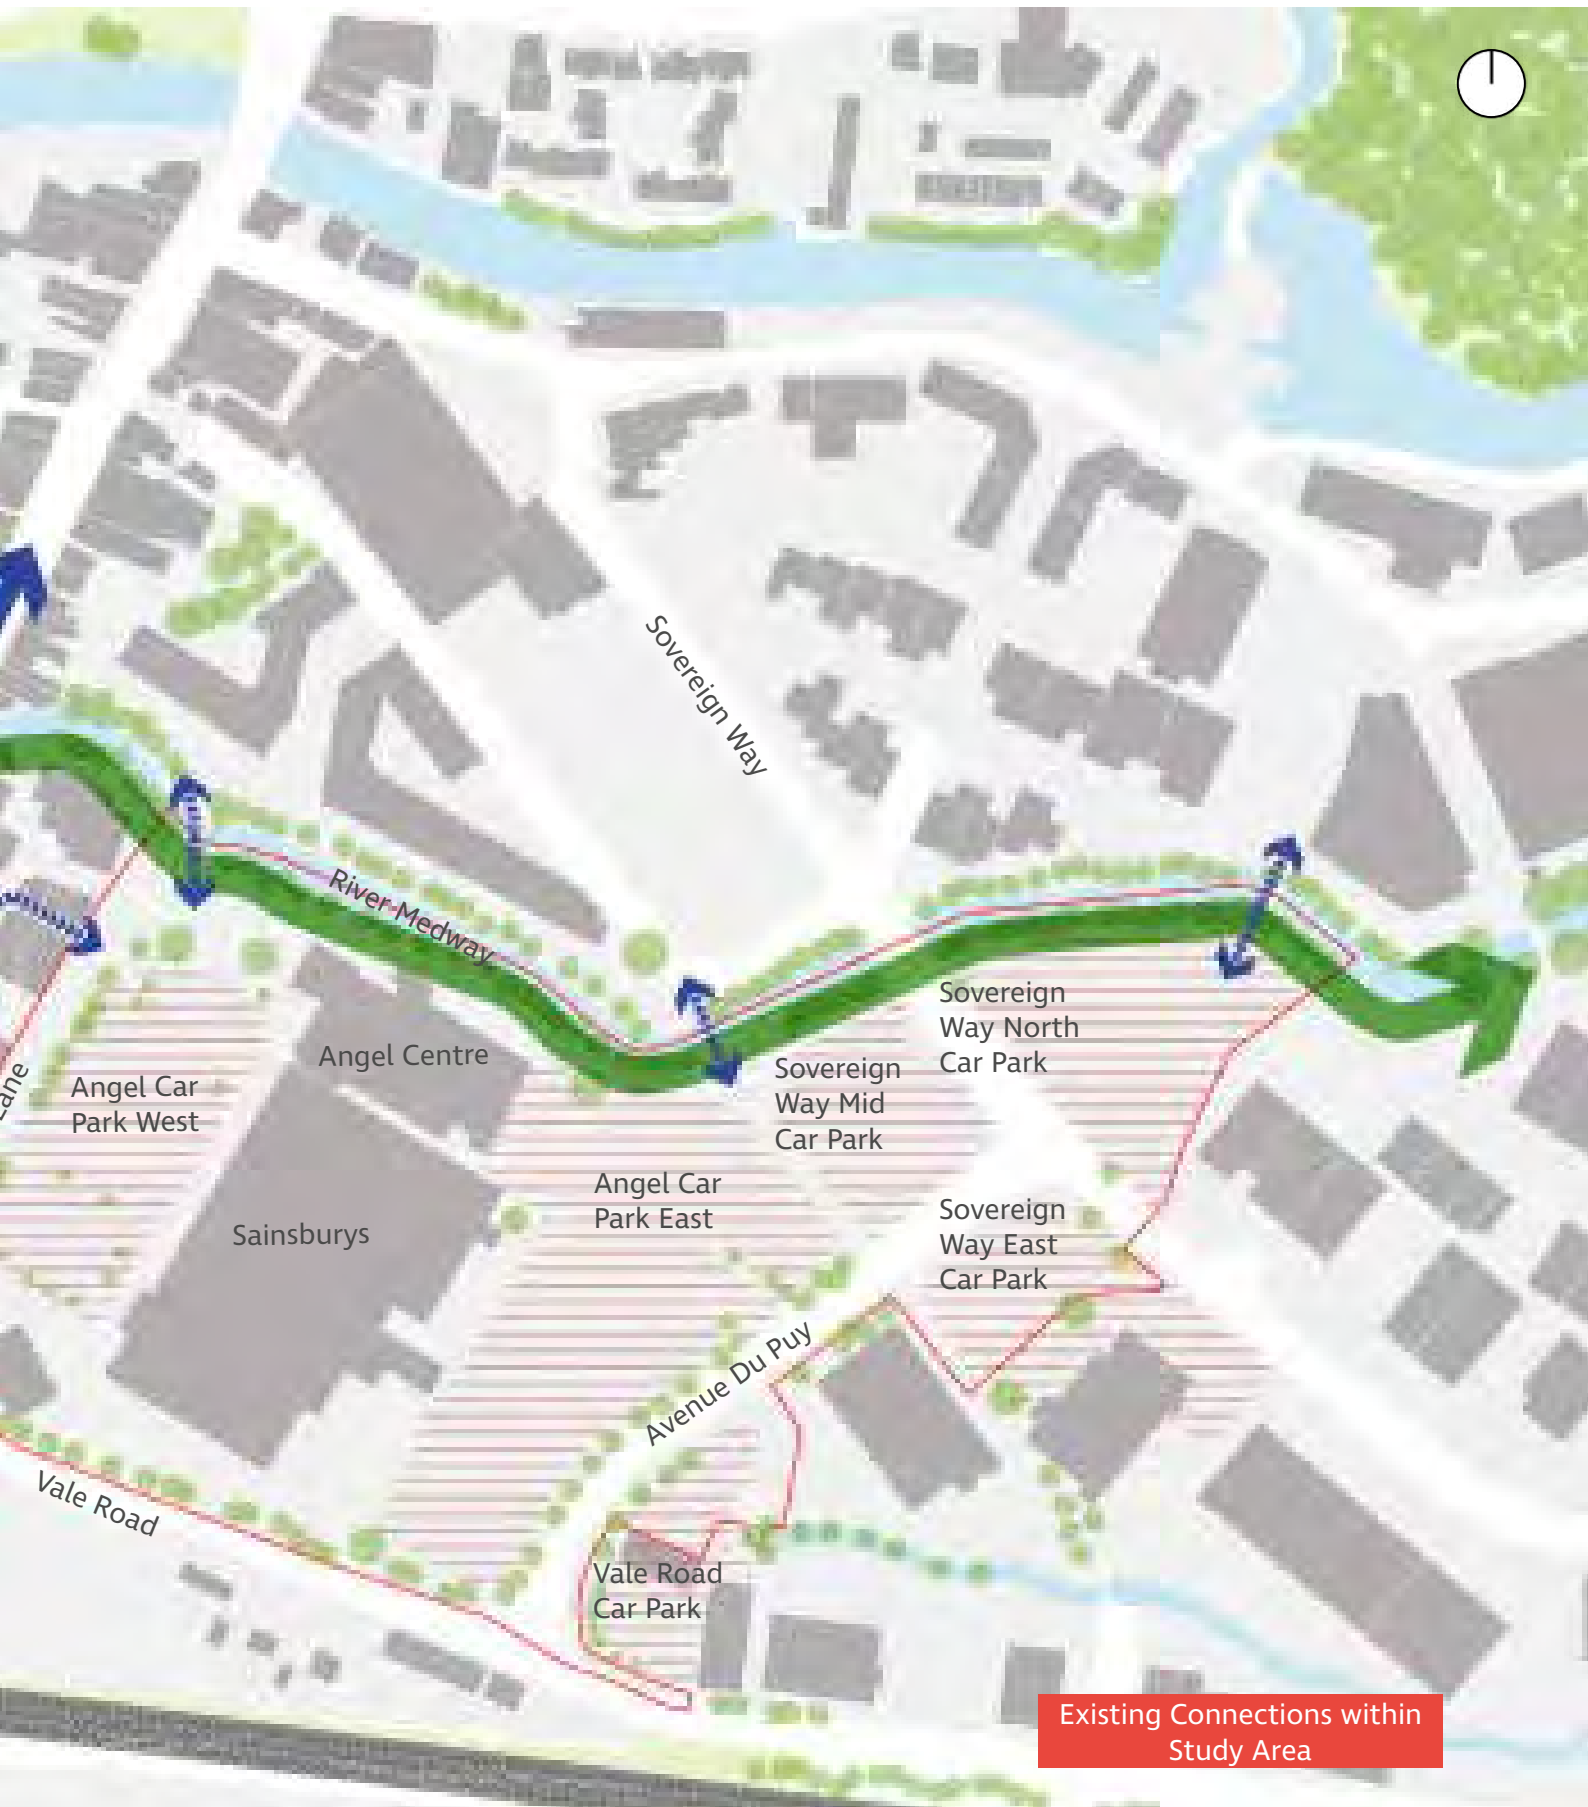 Sovereign Way
River Medway
Sovereign
Way North
Car Park
Angel Centre
Sovereign
Way Mid
Car Park
Lane
Angel Car
Park West
Angel Car
Park East
Sainsburys
Sovereign
Way East
Car Park
Avenue Du Puy
Vale Road
Vale Road
Car Park
Existing Connections within
Study Area